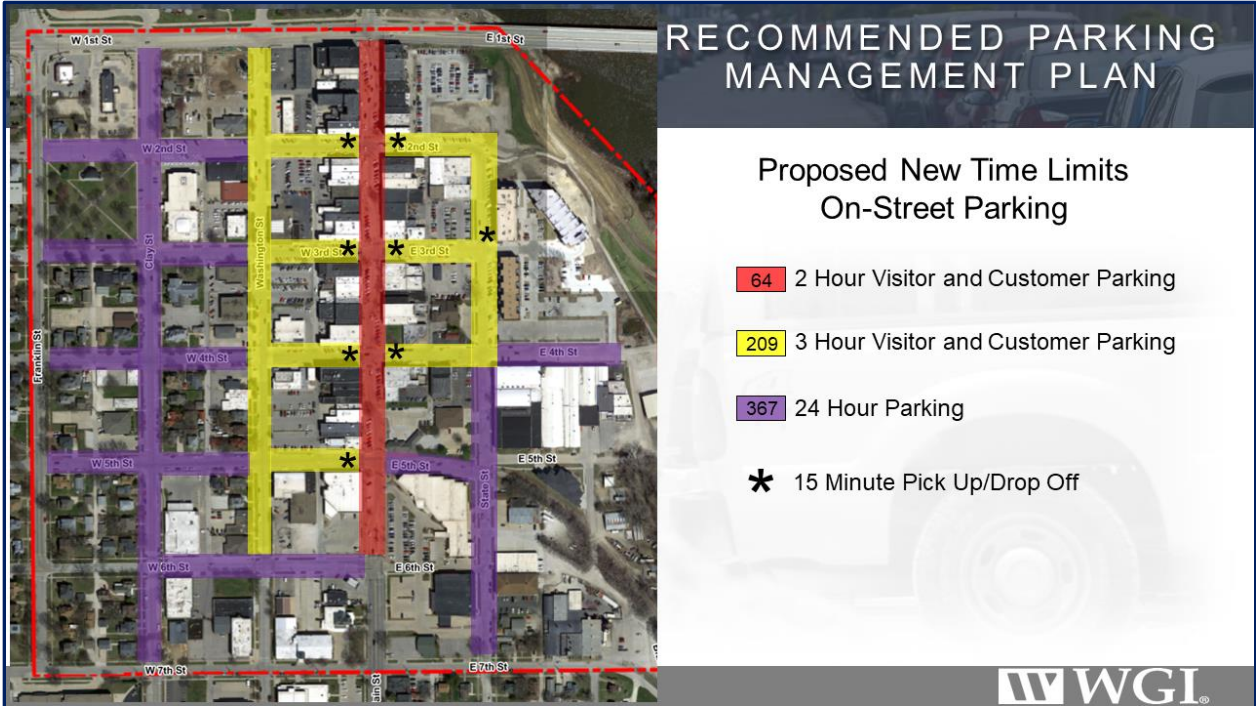 RECOMMENDED PARKING
MANAGEMENT PLAN
Proposed New Time Limits
On-Street Parking
64 2 Hour Visitor and Customer Parking
209 3 Hour Visitor and Customer Parking
367 24 Hour Parking
* 15 Minute Pick Up/Drop Off
WGI®
W 1st St
E 1st St
W 2nd St
E 2nd St
Clay St
Washington St
W 3rd St
E 3rd St
Franklin St
W 4th St
E 4th St
W 5th St
E 5th St
E 5th St
State St
W 6th St
E 6th St
W 7th St
E 7th St